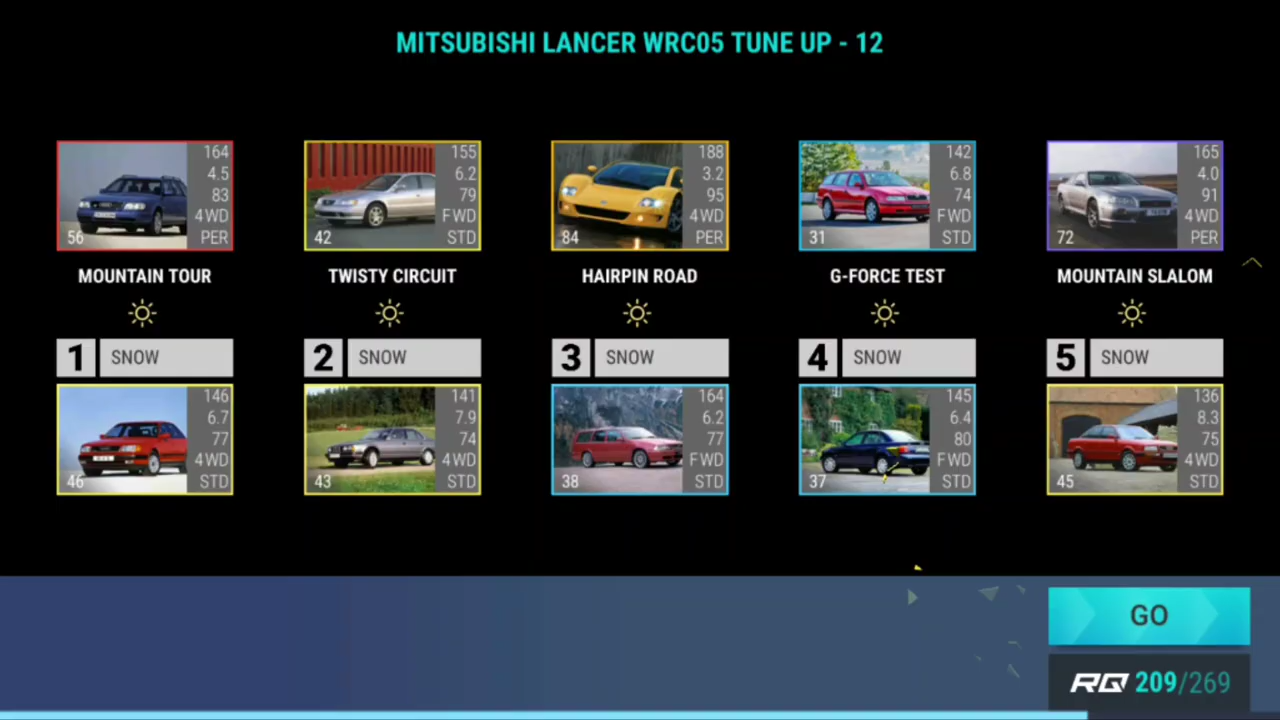 MITSUBISHI LANCER WRC05 TUNE UP - 12
164
4.5
83
4WD
56 PER
155
6.2
79
FWD
42 STD
188
3.2
95
4WD
84 PER
142
6.8
74
FWD
31 STD
165
4.0
91
4WD
72 PER
MOUNTAIN TOUR
TWISTY CIRCUIT
HAIRPIN ROAD
G-FORCE TEST
MOUNTAIN SLALOM
1 SNOW
2 SNOW
3 SNOW
4 SNOW
5 SNOW
146
6.7
77
4WD
46 STD
141
7.9
74
4WD
43 STD
164
6.2
77
FWD
38 STD
145
6.4
80
FWD
37 STD
136
8.3
75
4WD
45 STD
GO
RQ 209/269